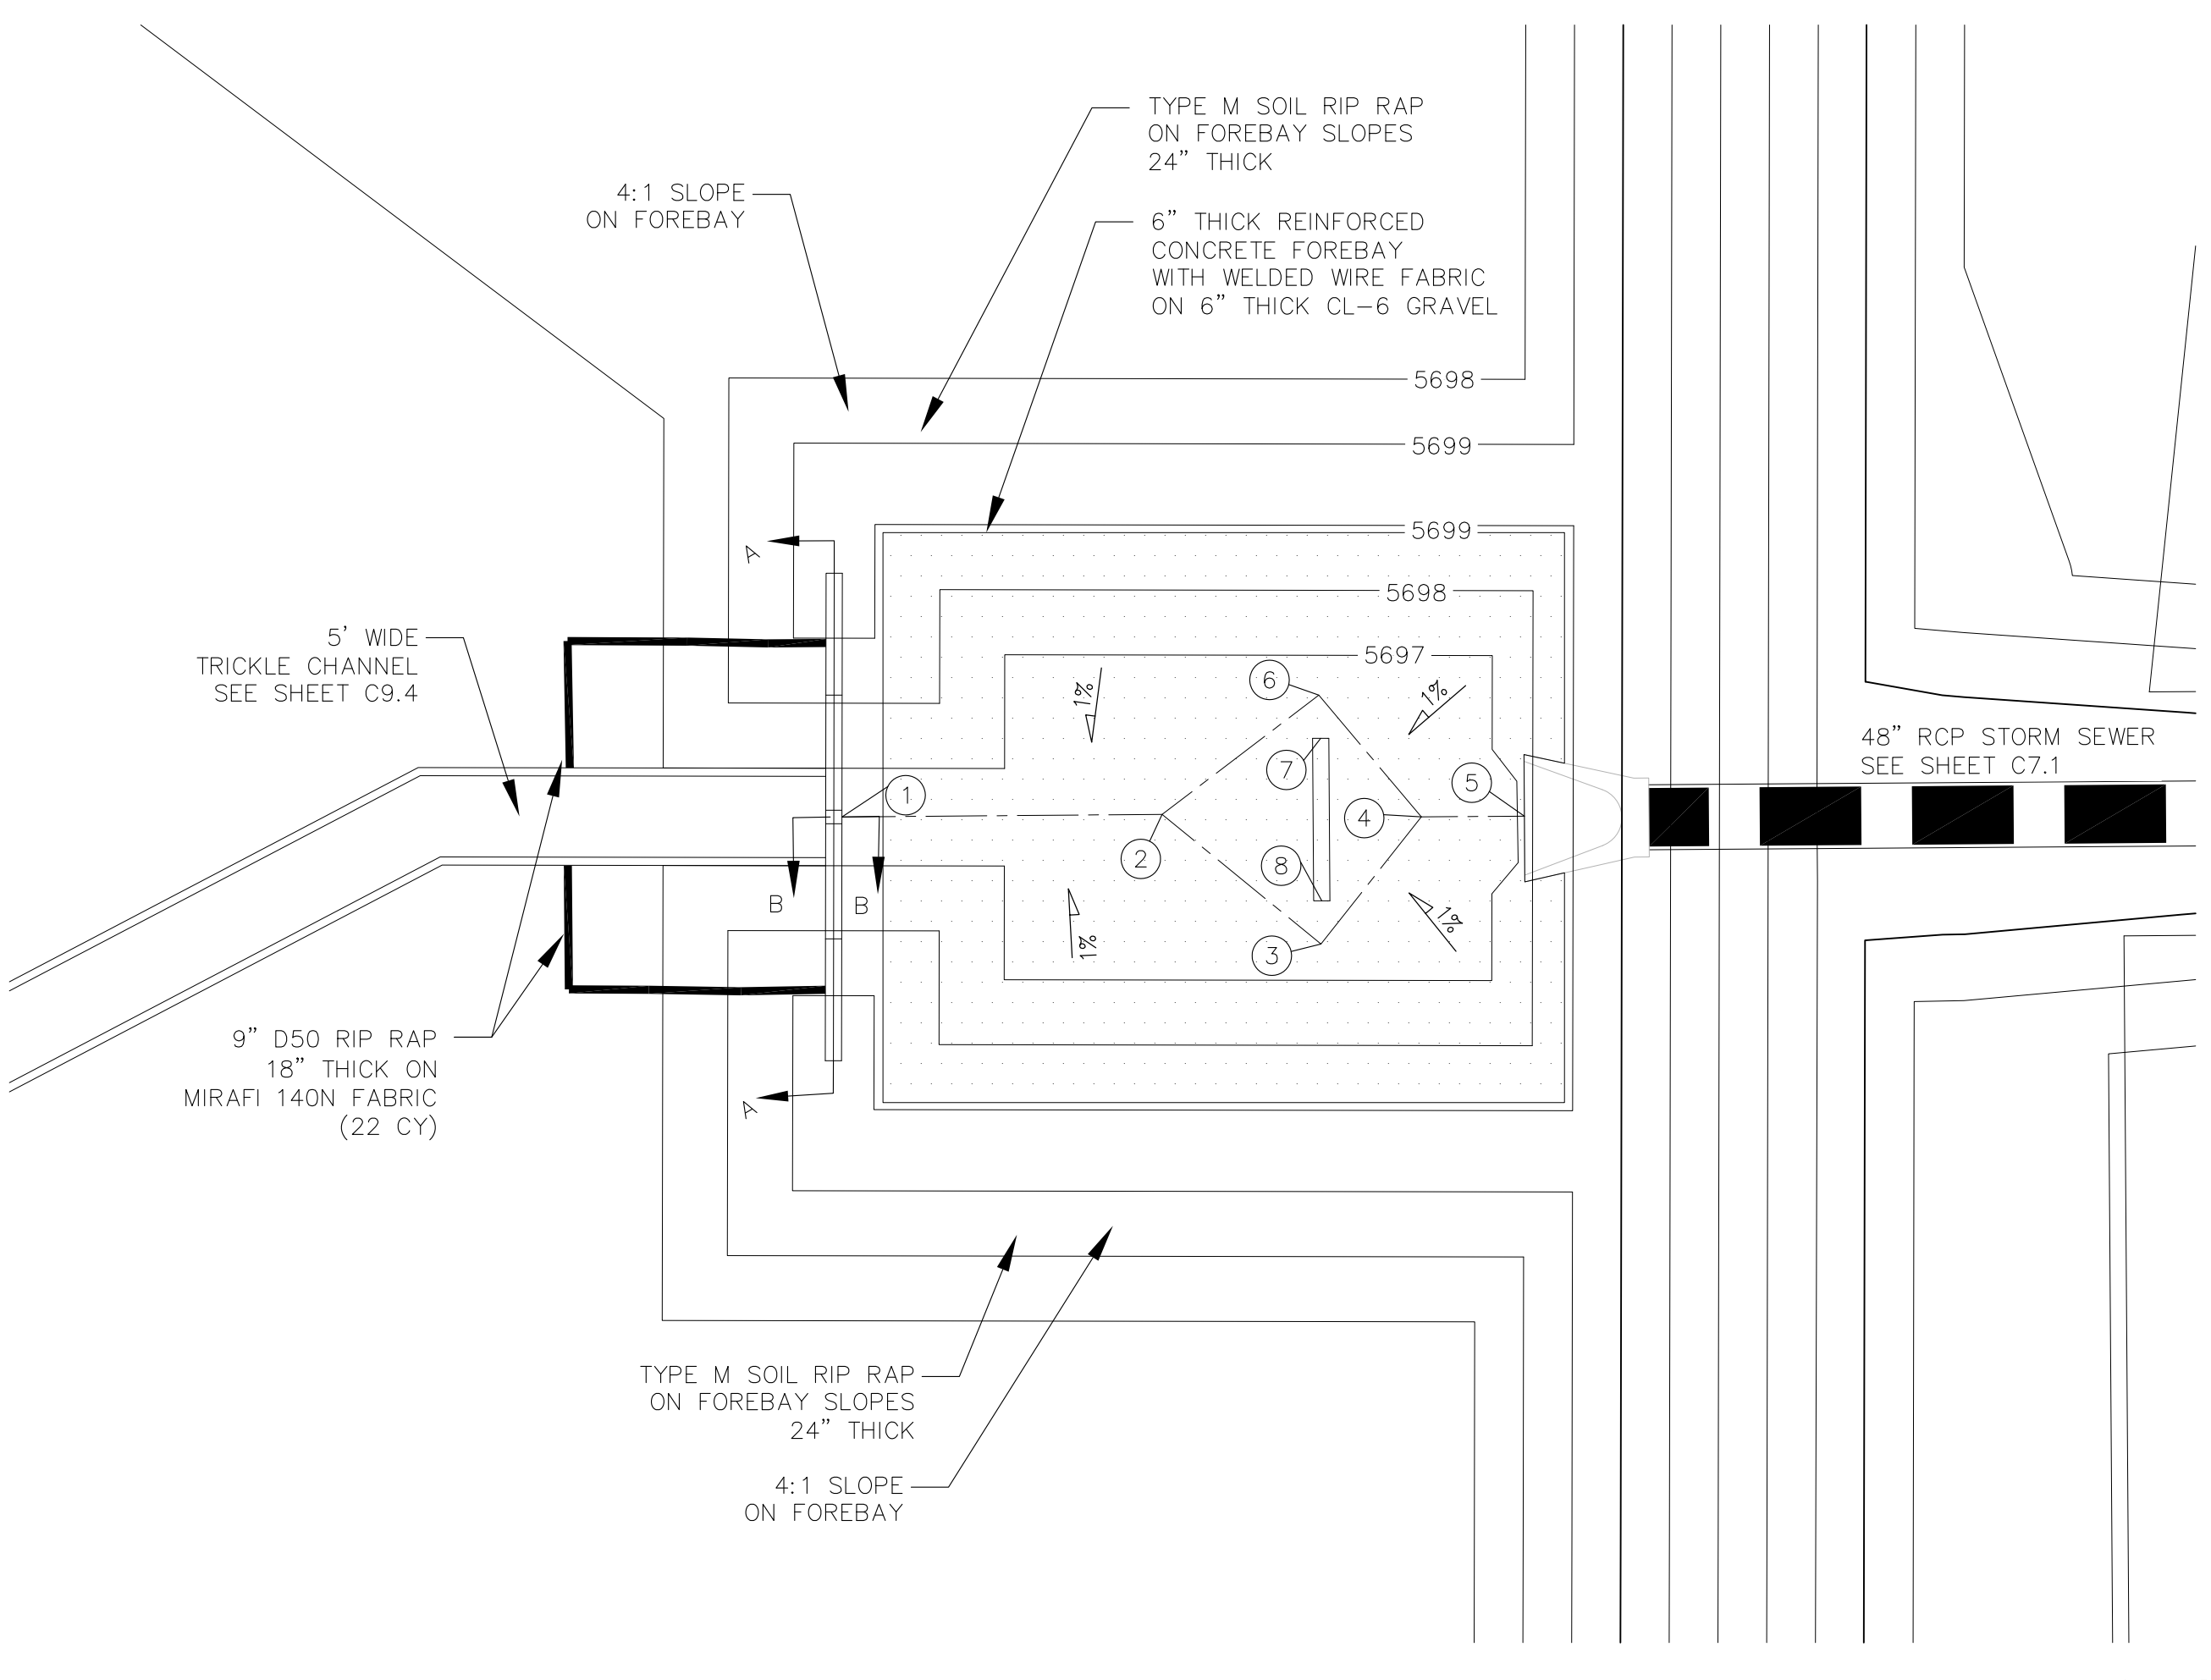 TYPE M SOIL RIP RAP
ON FOREBAY SLOPES
24" THICK
4:1 SLOPE
ON FOREBAY
6" THICK REINFORCED
CONCRETE FOREBAY
WITH WELDED WIRE FABRIC
ON 6" THICK CL-6 GRAVEL
5698
5699
5699
A
5698
5' WIDE
TRICKLE CHANNEL
SEE SHEET C9.4
5697
6
1%
1%
48" RCP STORM SEWER
SEE SHEET C7.1
7
5
1
4
2
8
B
B
3
1%
1%
9" D50 RIP RAP
18" THICK ON
MIRAFI 140N FABRIC
(22 CY)
A
TYPE M SOIL RIP RAP
ON FOREBAY SLOPES
24" THICK
4:1 SLOPE
ON FOREBAY